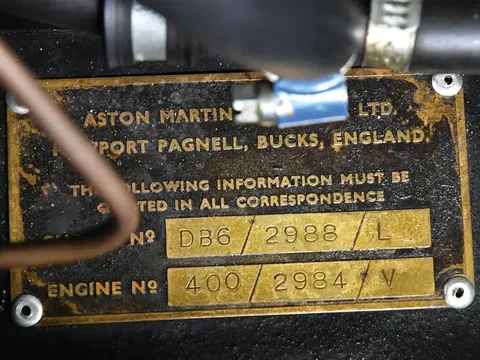 ASTON MARTIN LTD.
PORT PAGNELL, BUCKS, ENGLAND.
INFORMATION MUST BE
IN ALL CORRESPONDENCE
Nº DB6/2988/L
ENGINE Nº 400/2984/V